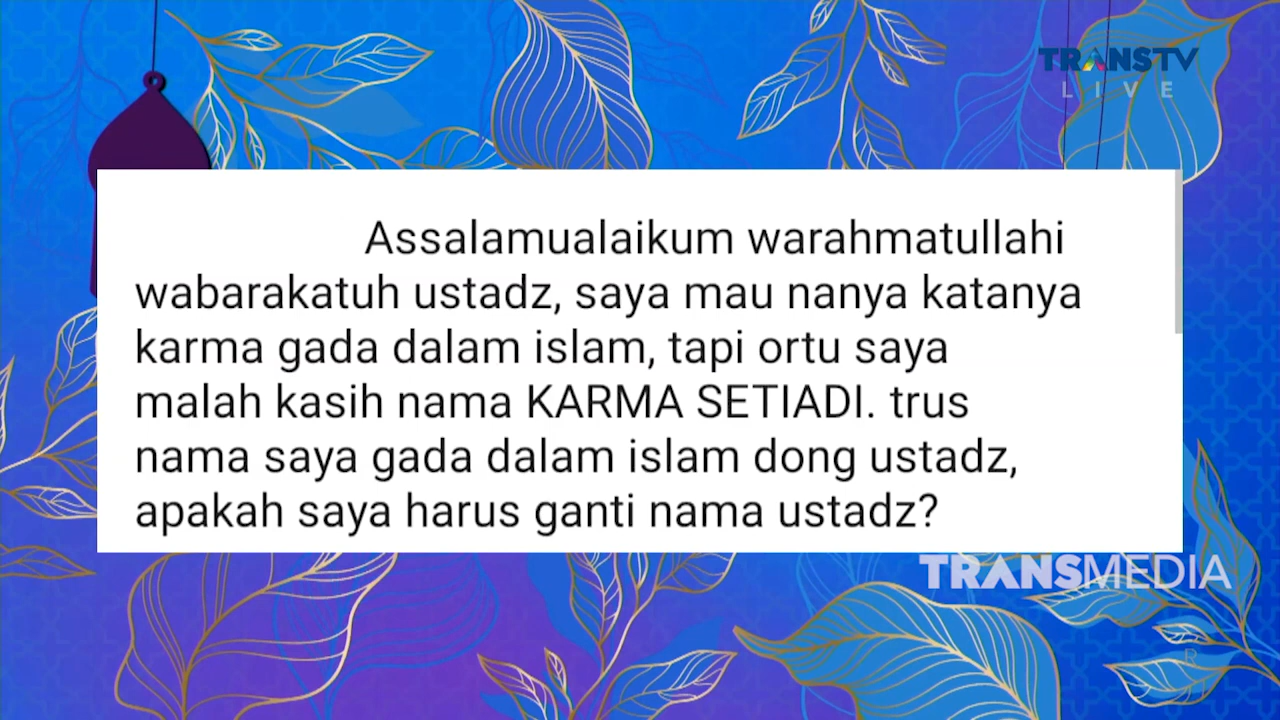 TRANSTV
LIVE
Assalamualaikum warahmatullahi
wabarakatuh ustadz, saya mau nanya katanya
karma gada dalam islam, tapi ortu saya
malah kasih nama KARMA SETIADI. trus
nama saya gada dalam islam dong ustadz,
apakah saya harus ganti nama ustadz?
TRANSMEDIA
R